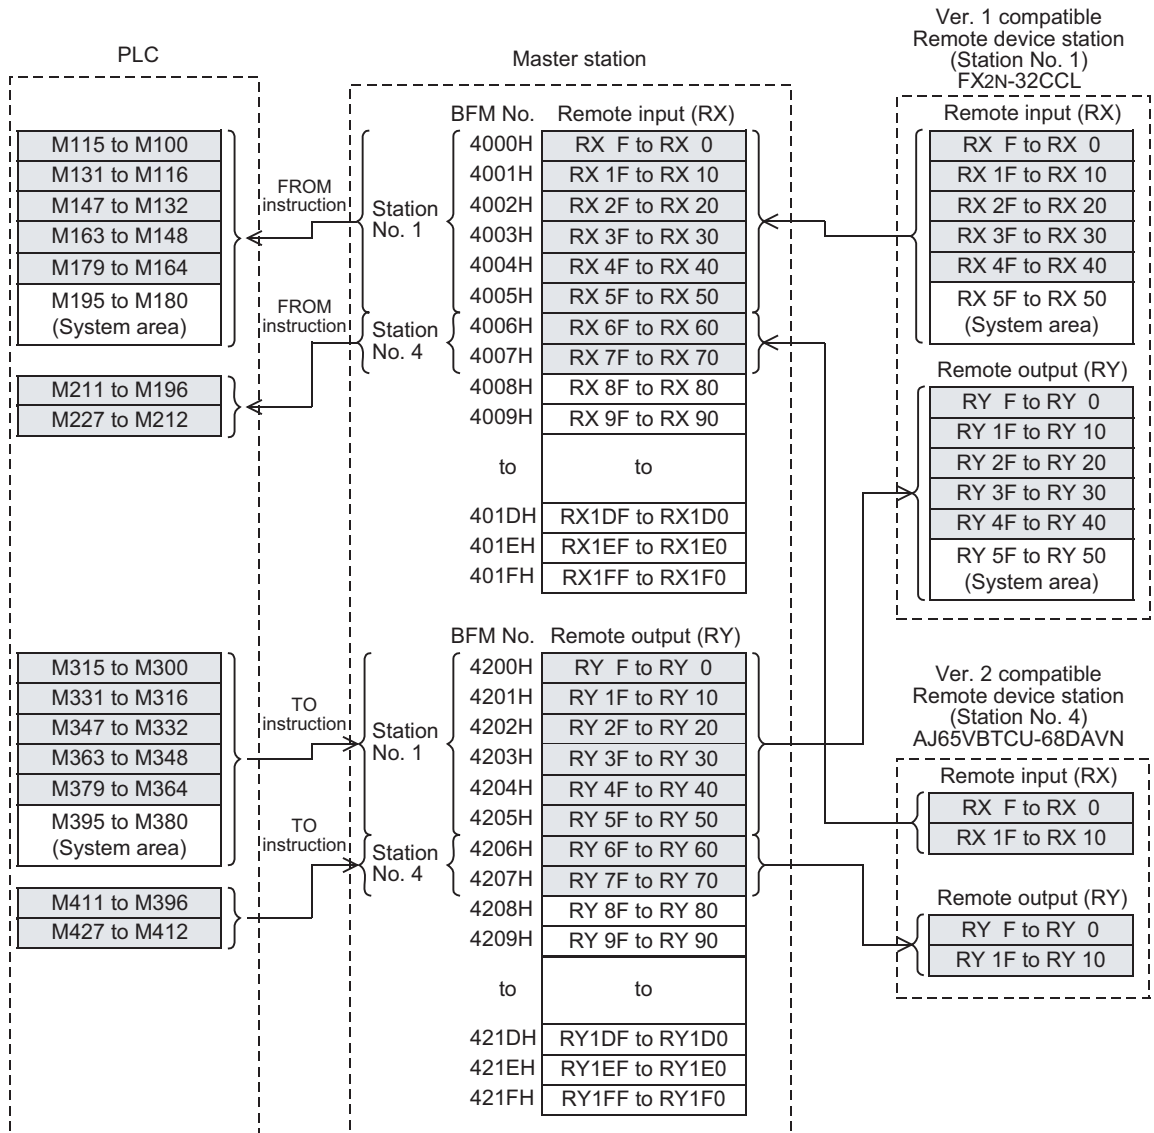 PLC
M115 to M100
M131 to M116
M147 to M132
M163 to M148
M179 to M164
M195 to M180
(System area)
M211 to M196
M227 to M212
M315 to M300
M331 to M316
M347 to M332
M363 to M348
M379 to M364
M395 to M380
(System area)
M411 to M396
M427 to M412
FROM
instruction
FROM
instruction
TO
instruction
TO
instruction
Master station
Station
No. 1
Station
No. 4
BFM No. Remote input (RX)
4000H RX F to RX 0
4001H RX 1F to RX 10
4002H RX 2F to RX 20
4003H RX 3F to RX 30
4004H RX 4F to RX 40
4005H RX 5F to RX 50
4006H RX 6F to RX 60
4007H RX 7F to RX 70
4008H RX 8F to RX 80
4009H RX 9F to RX 90
to to
401DH RX1DF to RX1D0
401EH RX1EF to RX1E0
401FH RX1FF to RX1F0
Station
No. 1
Station
No. 4
BFM No. Remote output (RY)
4200H RY F to RY 0
4201H RY 1F to RY 10
4202H RY 2F to RY 20
4203H RY 3F to RY 30
4204H RY 4F to RY 40
4205H RY 5F to RY 50
4206H RY 6F to RY 60
4207H RY 7F to RY 70
4208H RY 8F to RY 80
4209H RY 9F to RY 90
to to
421DH RY1DF to RY1D0
421EH RY1EF to RY1E0
421FH RY1FF to RY1F0
Ver. 1 compatible
Remote device station
(Station No. 1)
FX2N-32CCL
Remote input (RX)
RX F to RX 0
RX 1F to RX 10
RX 2F to RX 20
RX 3F to RX 30
RX 4F to RX 40
RX 5F to RX 50
(System area)
Remote output (RY)
RY F to RY 0
RY 1F to RY 10
RY 2F to RY 20
RY 3F to RY 30
RY 4F to RY 40
RY 5F to RY 50
(System area)
Ver. 2 compatible
Remote device station
(Station No. 4)
AJ65VBTCU-68DAVN
Remote input (RX)
RX F to RX 0
RX 1F to RX 10
Remote output (RY)
RY F to RY 0
RY 1F to RY 10